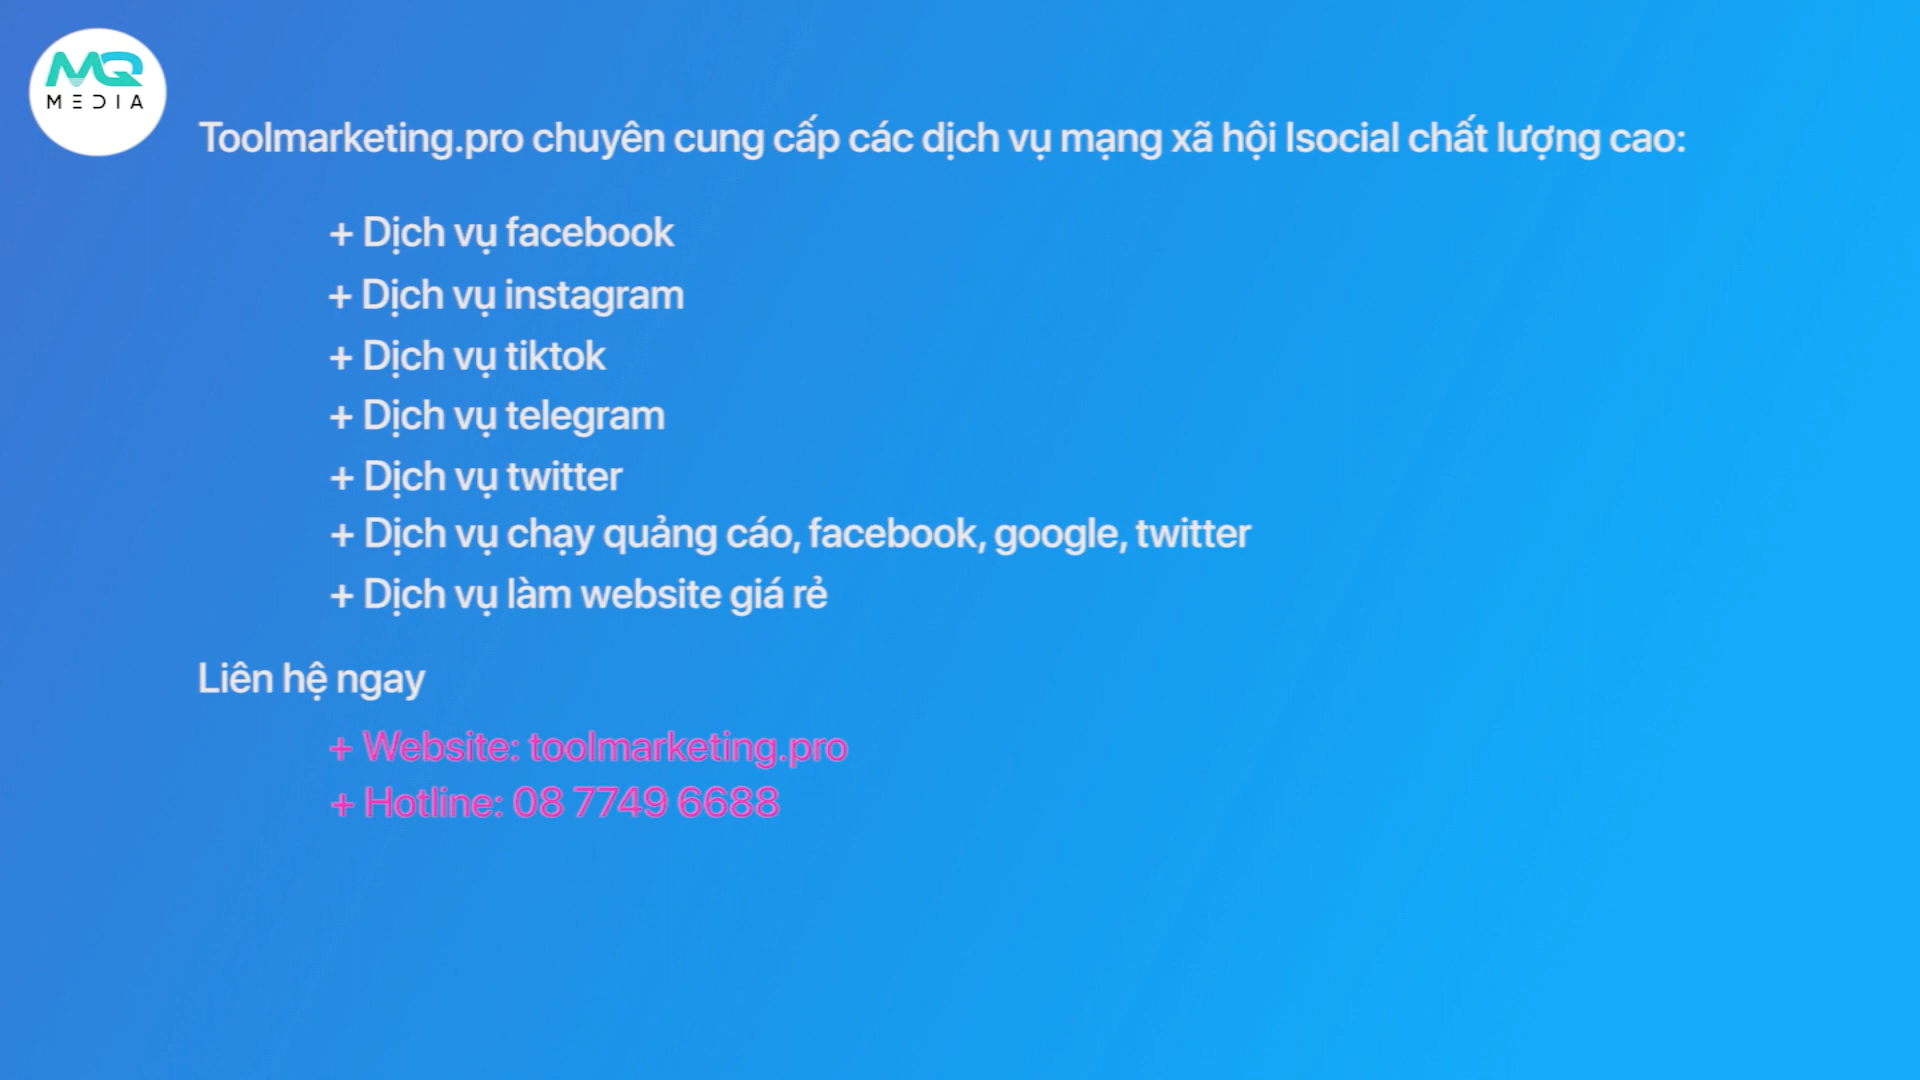 MQ
MEDIA
Toolmarketing.pro chuyên cung cấp các dịch vụ mạng xã hội Isocial chất lượng cao:
+ Dịch vụ facebook
+ Dịch vụ instagram
+ Dịch vụ tiktok
+ Dịch vụ telegram
+ Dịch vụ twitter
+ Dịch vụ chạy quảng cáo, facebook, google, twitter
+ Dịch vụ làm website giá rẻ
Liên hệ ngay
+ Website: toolmarketing.pro
+ Hotline: 08 7749 6688